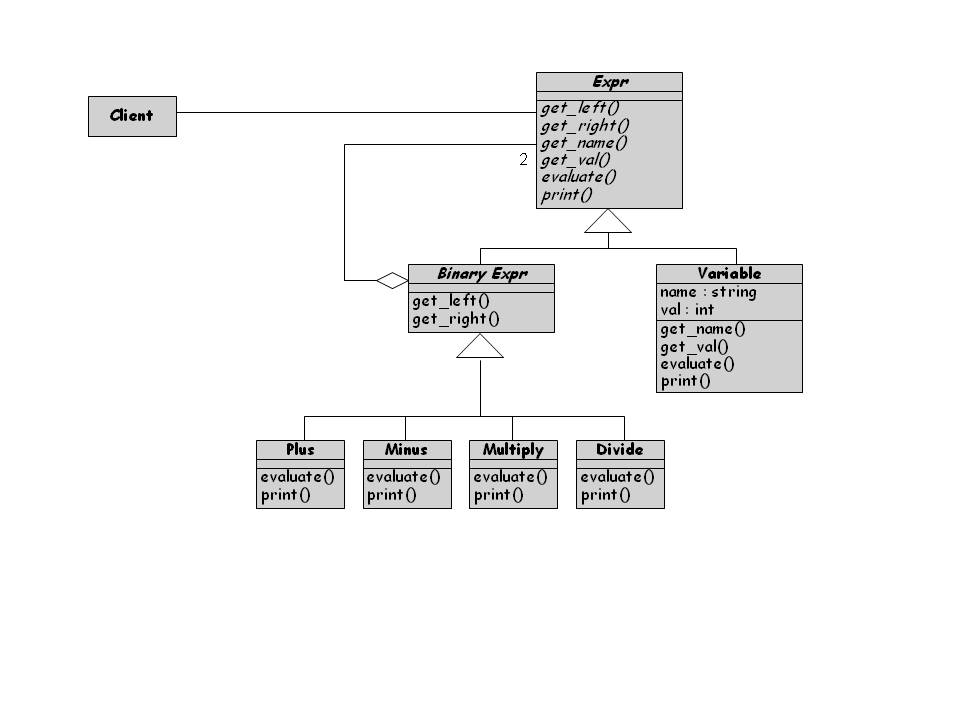 Client
Expr
get_left()
get_right()
get_name()
get_val()
evaluate()
print()
2
Binary Expr
get_left()
get_right()
Variable
name : string
val : int
get_name()
get_val()
evaluate()
print()
Plus
evaluate()
print()
Minus
evaluate()
print()
Multiply
evaluate()
print()
Divide
evaluate()
print()